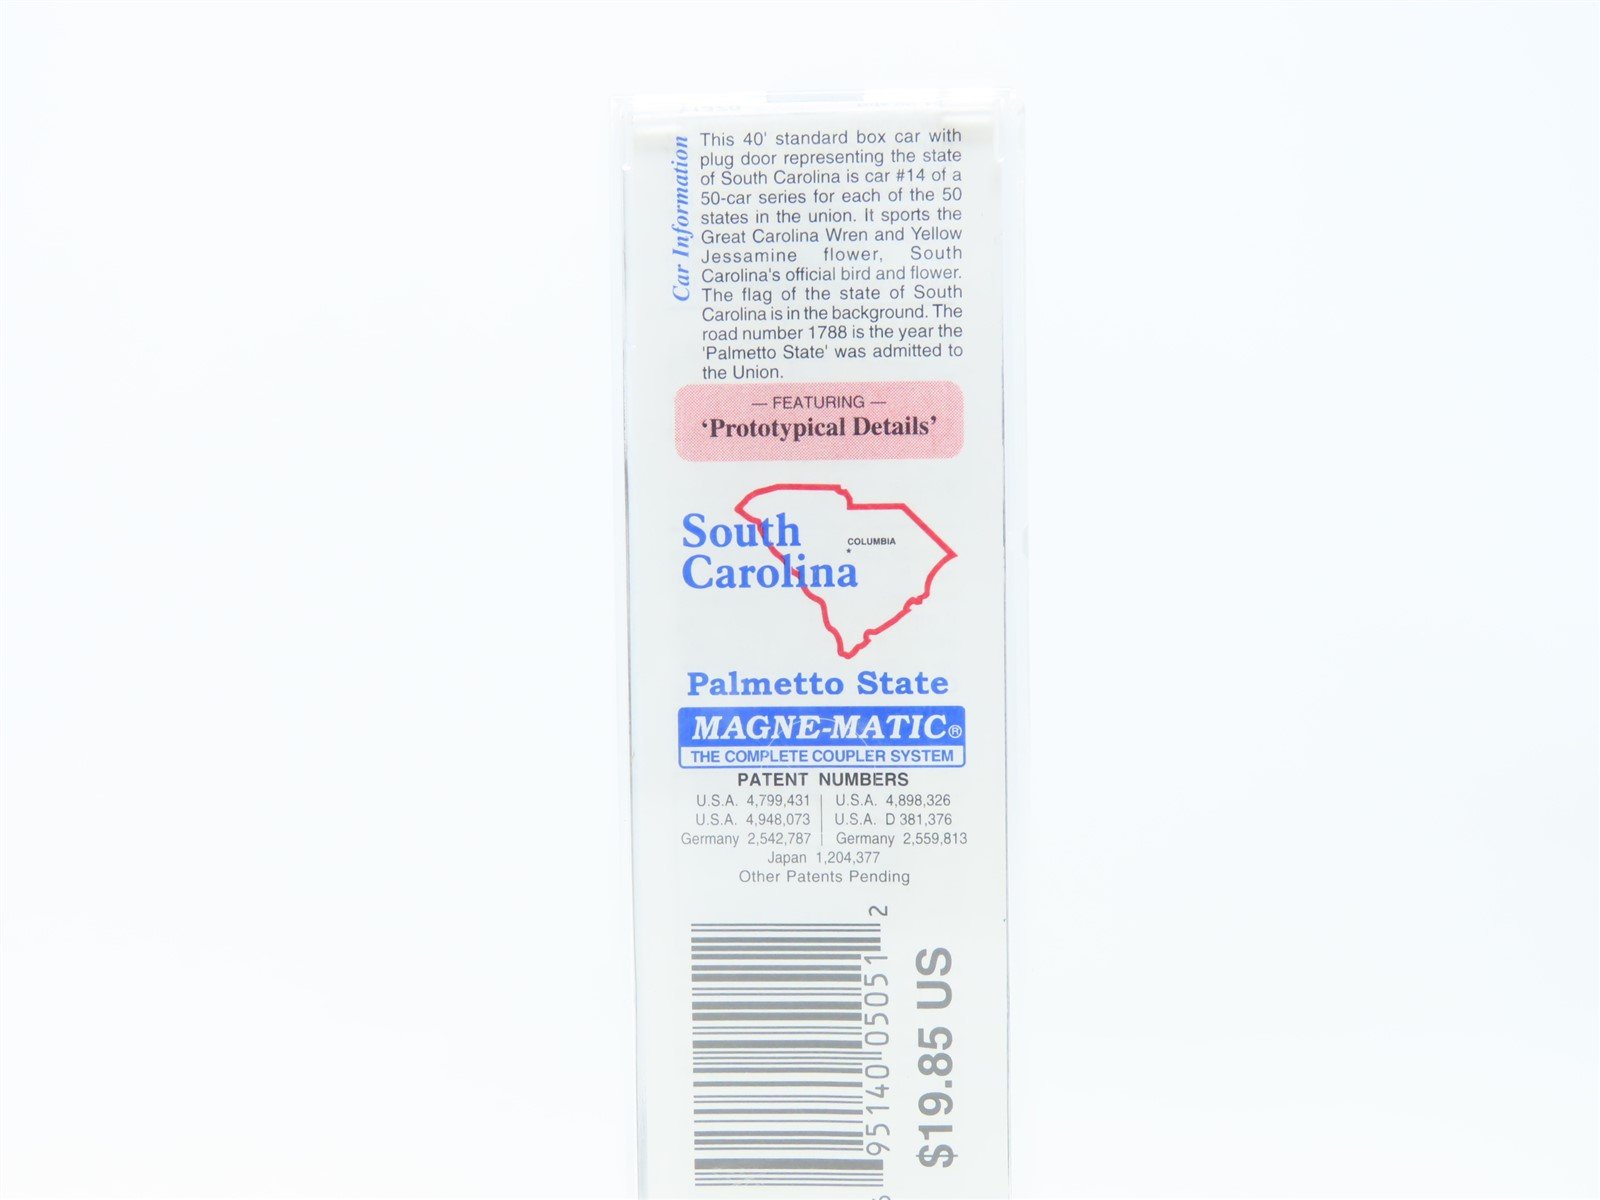 Car Information
This 40' standard box car with
plug door representing the state
of South Carolina is car #14 of a
50-car series for each of the 50
states in the union. It sports the
Great Carolina Wren and Yellow
Jessamine flower, South
Carolina's official bird and flower.
The flag of the state of South
Carolina is in the background. The
road number 1788 is the year the
'Palmetto State' was admitted to
the Union.
— FEATURING —
‘Prototypical Details’
South
Carolina
COLUMBIA
Palmetto State
MAGNE-MATIC®
THE COMPLETE COUPLER SYSTEM
PATENT NUMBERS
U.S.A. 4,799,431 | U.S.A. 4,898,326
U.S.A. 4,948,073 | U.S.A. D 381,376
Germany 2,542,787 | Germany 2,559,813
Japan 1,204,377
Other Patents Pending
95140 05051 2
$19.85 US